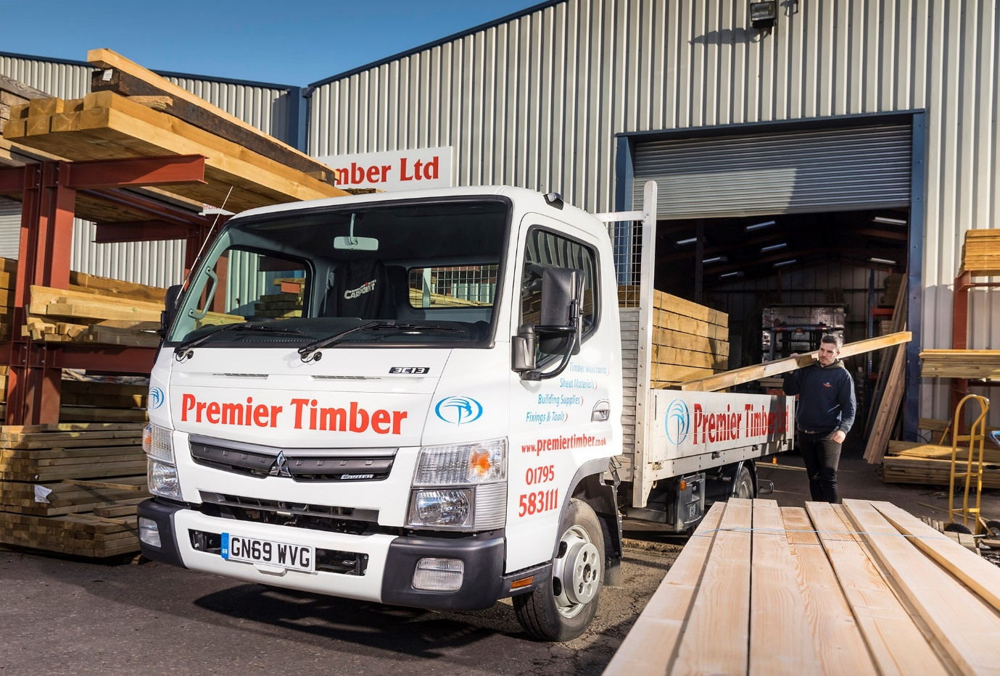 mber Ltd
CARPOINT
3C13
Premier Timber
Timber Merchants
Sheet Materials
Building Supplies
Fixings & Tools
www.premiertimber.co.uk
01795
583111
CANTER
GB
GN69 WVG
Premier Timber Ltd